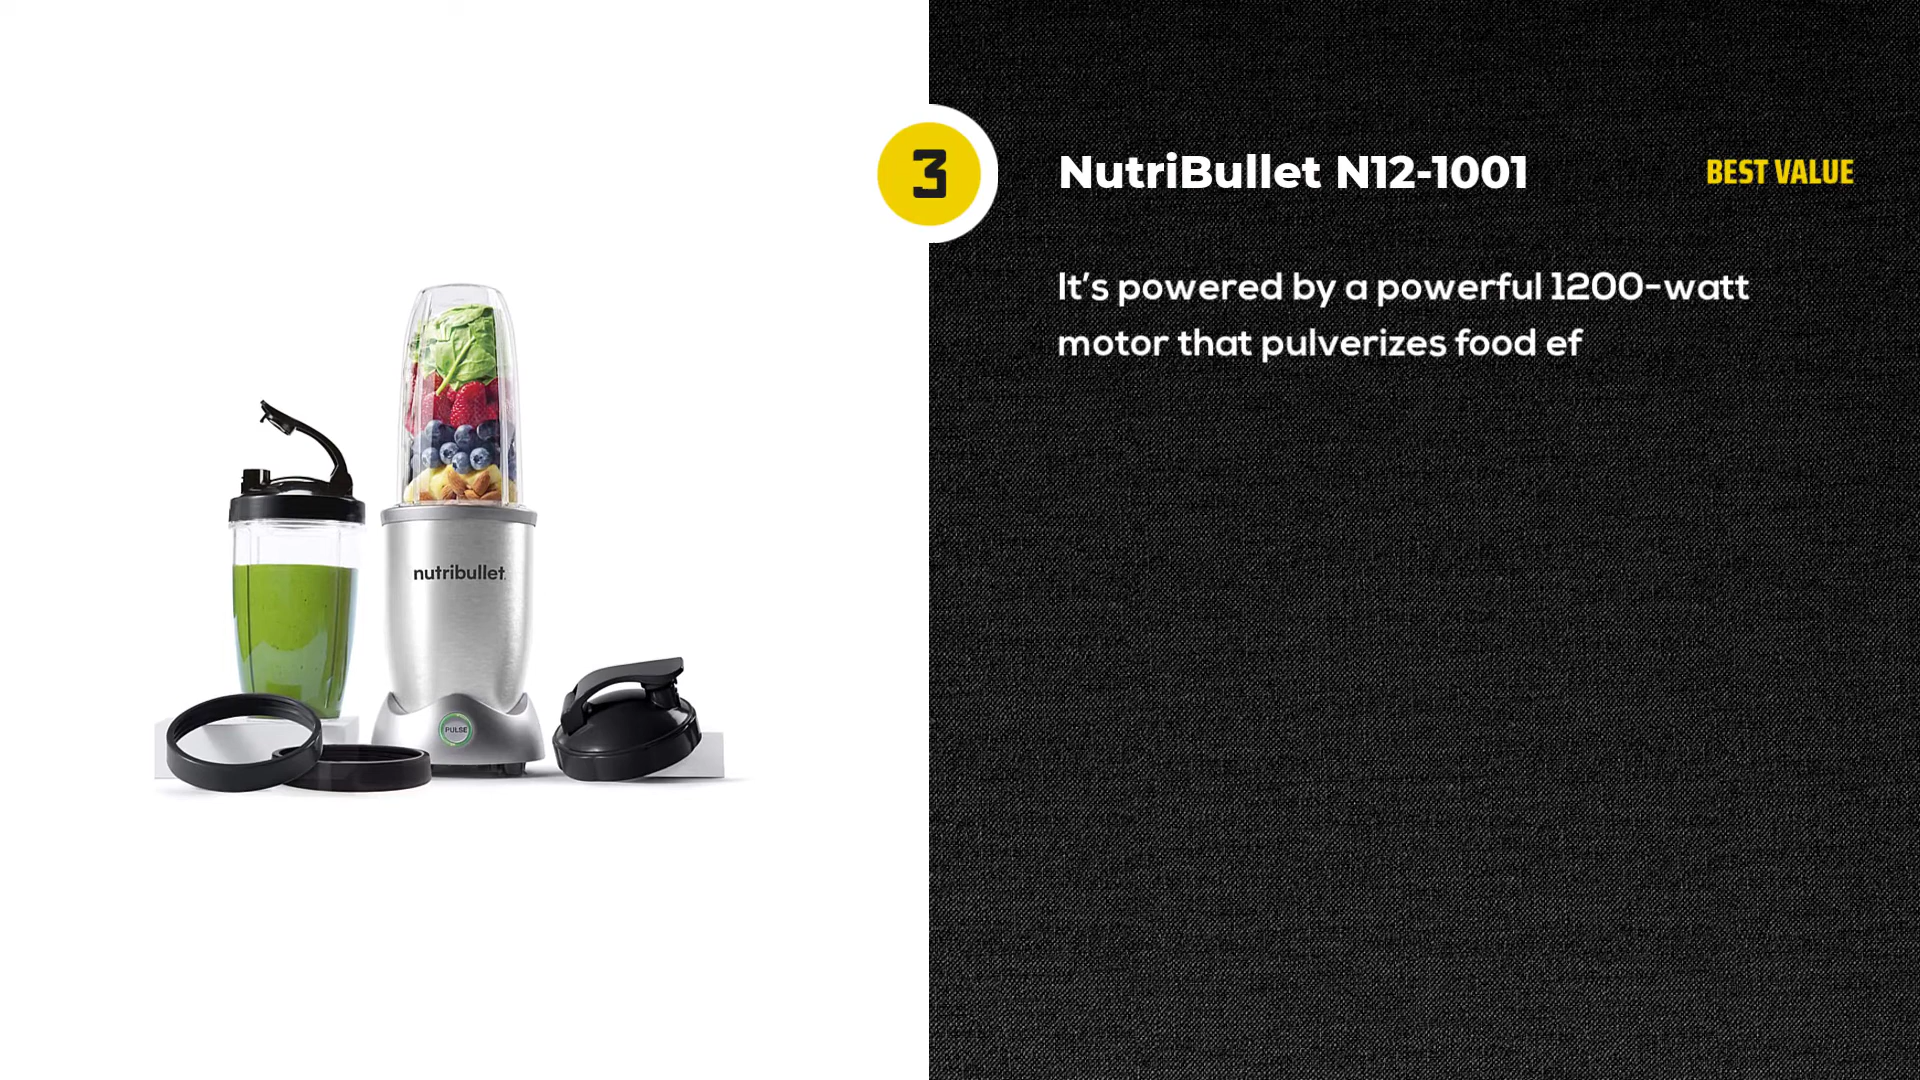 3
NutriBullet N12-1001
BEST VALUE
It's powered by a powerful 1200-watt
motor that pulverizes food ef
nutribullet
PULSE